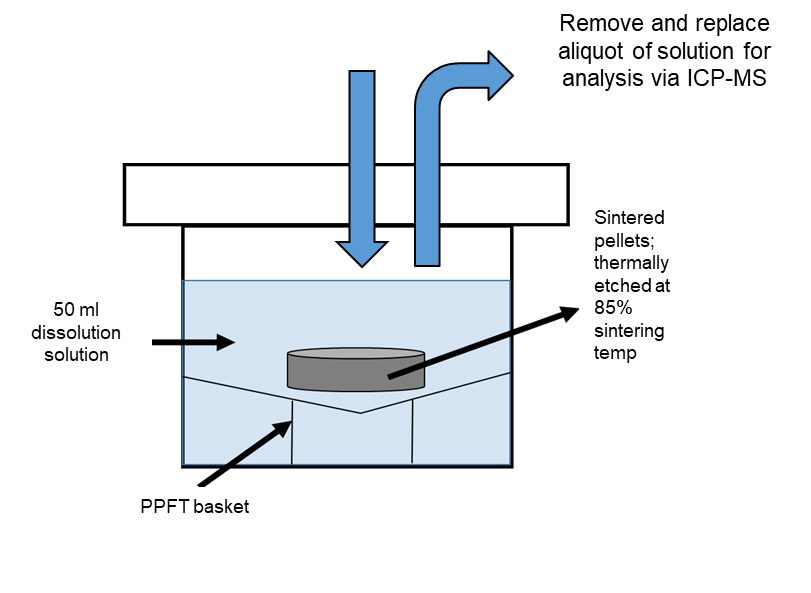 Remove and replace
aliquot of solution for
analysis via ICP-MS
Sintered
pellets;
thermally
etched at
85%
sintering
temp
50 ml
dissolution
solution
PPFT basket